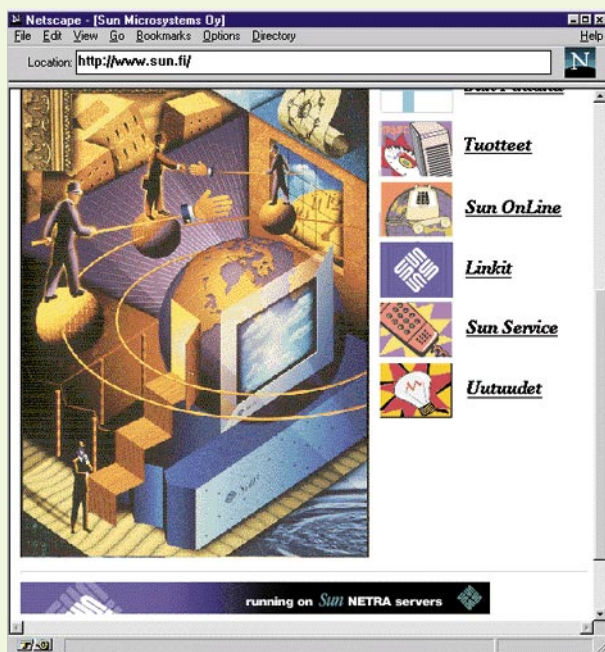 Netscape - [Sun Microsystems Oy]
File Edit View Go Bookmarks Options Directory Help
Location: http://www.sun.fi/
N
Tuotteet
Sun OnLine
Linkit
Sun Service
Uutuudet
running on Sun NETRA servers